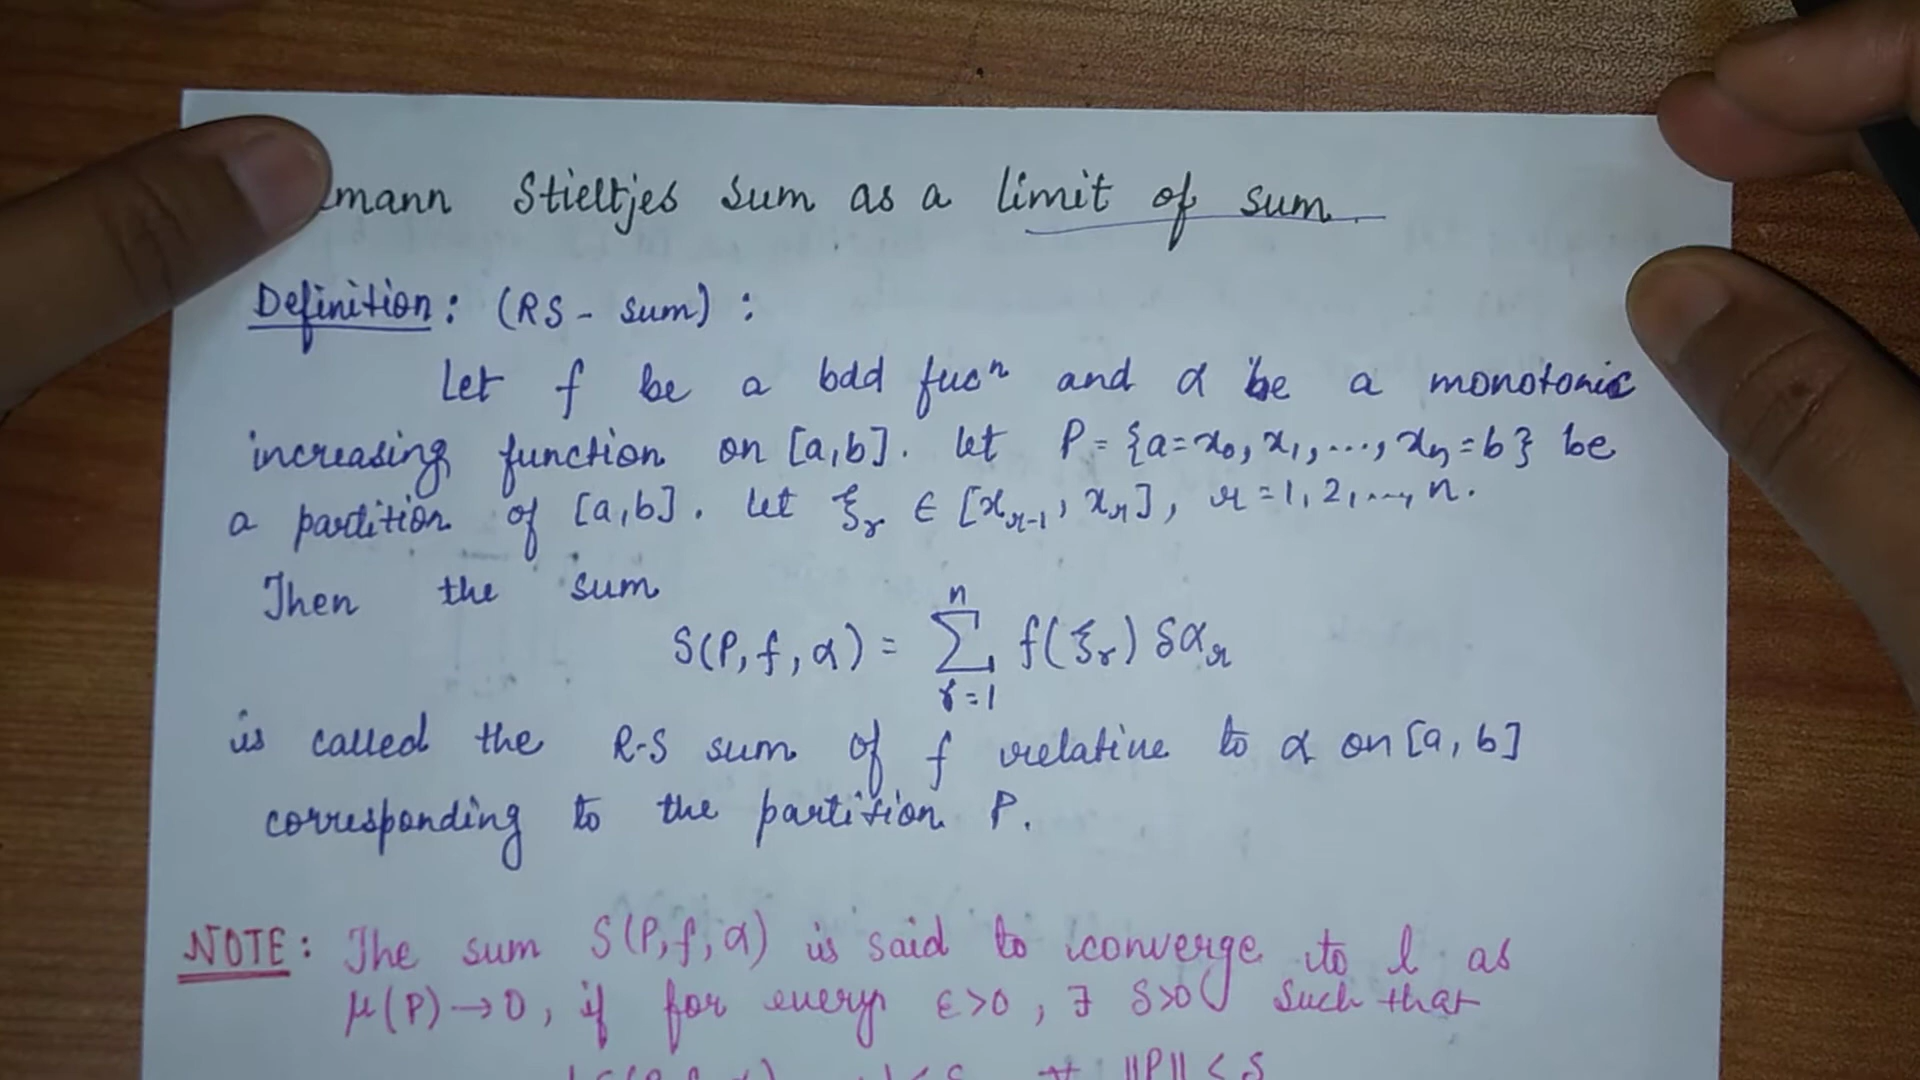 mann Stieltjes Sum as a limit of sum.
Definition: (RS - sum) :
Let f be a bdd fucⁿ and α be a monotonic
increasing function on [a,b]. let P = {a=x₀, x₁, ..., xₙ=b} be
a partition of [a,b]. let ξᵣ ∈ [xᵣ₋₁, xᵣ], r=1,2,...,n.
Then the sum
S(P,f,α) = ∑ⁿᵣ₌₁ f(ξᵣ) δαᵣ
is called the R-S sum of f relative to α on [a,b]
corresponding to the partition P.
NOTE: The sum S(P,f,α) is said to converge to l as
μ(P)→0, if for every ε>0, ∃ δ>0 such that
∀ ||P|| < δ